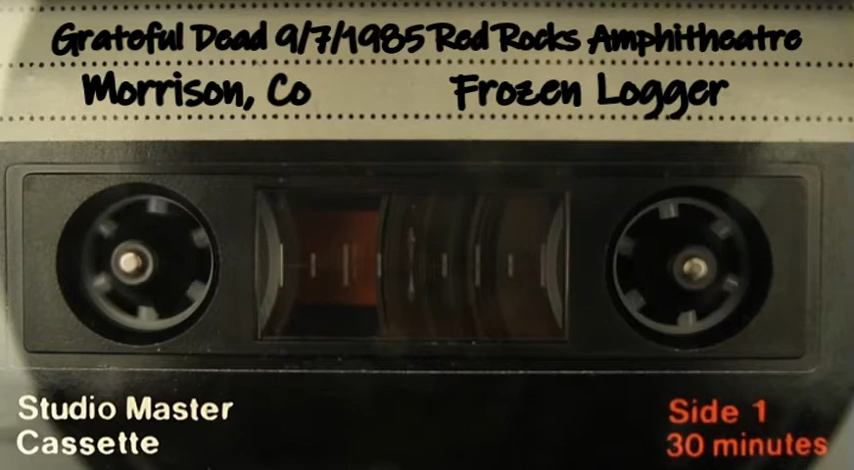 Grateful Dead 9/7/1985 Red Rocks Amphitheatre
Morrison, Co Frozen Logger
Studio Master
Cassette
Side 1
30 minutes